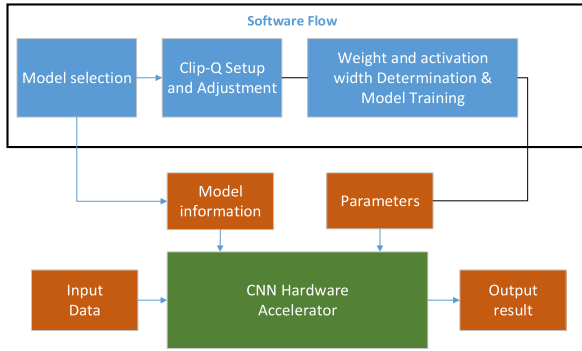 Software Flow
Model selection
Clip-Q Setup
and Adjustment
Weight and activation
width Determination &
Model Training
Model
information
Parameters
Input
Data
CNN Hardware
Accelerator
Output
result